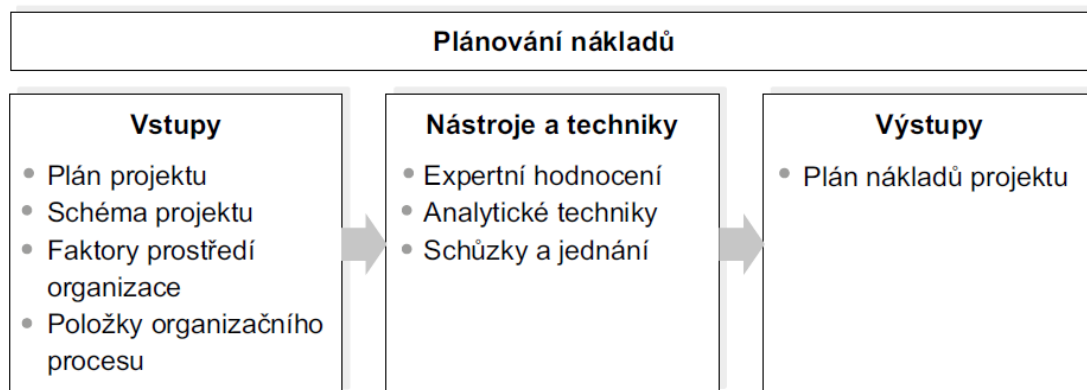 Plánování nákladů
Vstupy
• Plán projektu
• Schéma projektu
• Faktory prostředí
organizace
• Položky organizačního
procesu
Nástroje a techniky
• Expertní hodnocení
• Analytické techniky
• Schůzky a jednání
Výstupy
• Plán nákladů projektu